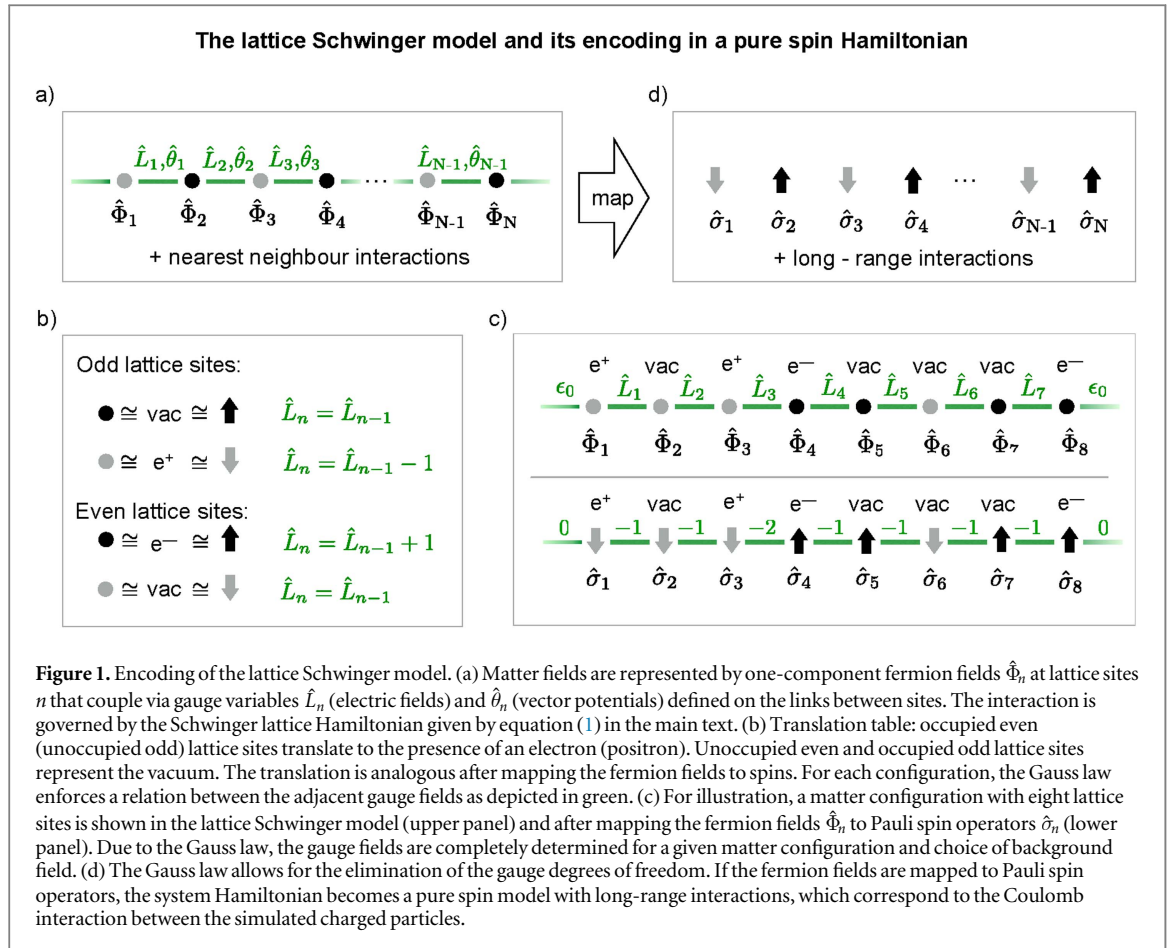 The lattice Schwinger model and its encoding in a pure spin Hamiltonian
a)
L̂₁,θ̂₁ L̂₂,θ̂₂ L̂₃,θ̂₃ L̂_N-1,θ̂_N-1
...
Φ̂₁ Φ̂₂ Φ̂₃ Φ̂₄ Φ̂_N-1 Φ̂_N
+ nearest neighbour interactions
map
d)
...
σ̂₁ σ̂₂ σ̂₃ σ̂₄ σ̂_N-1 σ̂_N
+ long - range interactions
b)
Odd lattice sites:
≅ vac ≅ L̂ₙ = L̂ₙ₋₁
≅ e⁺ ≅ L̂ₙ = L̂ₙ₋₁ − 1
Even lattice sites:
≅ e− ≅ L̂ₙ = L̂ₙ₋₁ + 1
≅ vac ≅ L̂ₙ = L̂ₙ₋₁
c)
e⁺ vac e⁺ e− vac vac vac e−
ϵ₀ L̂₁ L̂₂ L̂₃ L̂₄ L̂₅ L̂₆ L̂₇ ϵ₀
Φ̂₁ Φ̂₂ Φ̂₃ Φ̂₄ Φ̂₅ Φ̂₆ Φ̂₇ Φ̂₈
e⁺ vac e⁺ e− vac vac vac e−
0 −1 −1 −2 −1 −1 −1 −1 0
σ̂₁ σ̂₂ σ̂₃ σ̂₄ σ̂₅ σ̂₆ σ̂₇ σ̂₈
Figure 1. Encoding of the lattice Schwinger model. (a) Matter fields are represented by one-component fermion fields Φ̂ₙ at lattice sites
n that couple via gauge variables L̂ₙ (electric fields) and θ̂ₙ (vector potentials) defined on the links between sites. The interaction is
governed by the Schwinger lattice Hamiltonian given by equation (1) in the main text. (b) Translation table: occupied even
(unoccupied odd) lattice sites translate to the presence of an electron (positron). Unoccupied even and occupied odd lattice sites
represent the vacuum. The translation is analogous after mapping the fermion fields to spins. For each configuration, the Gauss law
enforces a relation between the adjacent gauge fields as depicted in green. (c) For illustration, a matter configuration with eight lattice
sites is shown in the lattice Schwinger model (upper panel) and after mapping the fermion fields Φ̂ₙ to Pauli spin operators σ̂ₙ (lower
panel). Due to the Gauss law, the gauge fields are completely determined for a given matter configuration and choice of background
field. (d) The Gauss law allows for the elimination of the gauge degrees of freedom. If the fermion fields are mapped to Pauli spin
operators, the system Hamiltonian becomes a pure spin model with long-range interactions, which correspond to the Coulomb
interaction between the simulated charged particles.